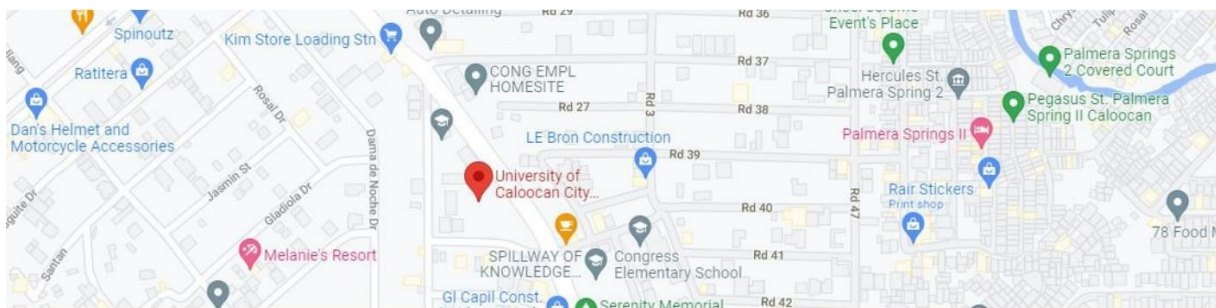 Spinoutz
Ratitera
Dan's Helmet and
Motorcycle Accessories
Rosal Dr
Jasmin St
Gladiola Dr
Santan
Melanie's Resort
Dama de Noche Dr
Kim Store Loading Stn
Auto Detailing
CONG EMPL
HOMESITE
University of
Caloocan City...
SPILLWAY OF
KNOWLEDGE...
Gl Capil Const.
Congress
Elementary School
Serenity Memorial
LE Bron Construction
Rd 29
Rd 27
Rd 3
Rd 36
Rd 37
Rd 38
Rd 39
Rd 40
Rd 41
Rd 42
Rd 47
Event's Place
Hercules St.
Palmera Spring 2
Palmera Springs II
Rair Stickers
Print shop
Palmera Springs
2 Covered Court
Pegasus St. Palmera
Spring II Caloocan
78 Food